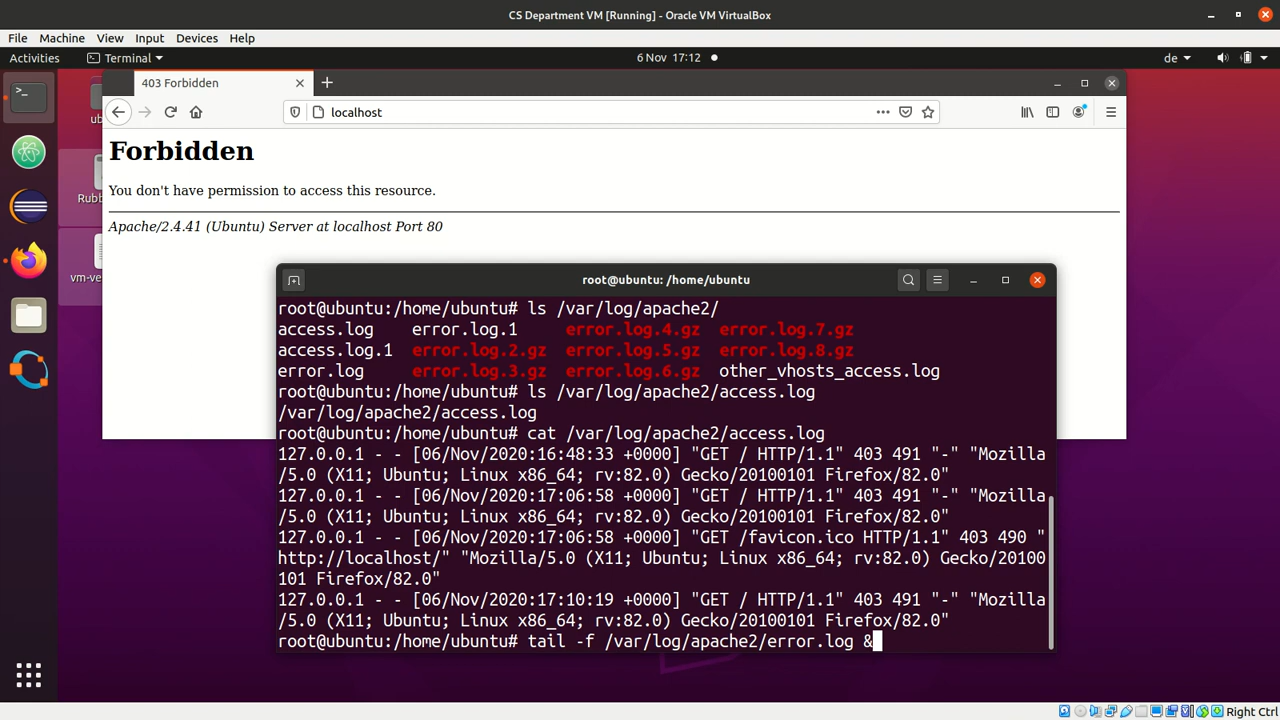 CS Department VM [Running] - Oracle VM VirtualBox
File Machine View Input Devices Help
Activities Terminal 6 Nov 17:12 de
403 Forbidden
localhost
Forbidden
You don't have permission to access this resource.
Apache/2.4.41 (Ubuntu) Server at localhost Port 80
ub
Rubb
vm-ve
root@ubuntu: /home/ubuntu
root@ubuntu:/home/ubuntu# ls /var/log/apache2/
access.log error.log.1 error.log.4.gz error.log.7.gz
access.log.1 error.log.2.gz error.log.5.gz error.log.8.gz
error.log error.log.3.gz error.log.6.gz other_vhosts_access.log
root@ubuntu:/home/ubuntu# ls /var/log/apache2/access.log
/var/log/apache2/access.log
root@ubuntu:/home/ubuntu# cat /var/log/apache2/access.log
127.0.0.1 - - [06/Nov/2020:16:48:33 +0000] "GET / HTTP/1.1" 403 491 "-" "Mozilla
/5.0 (X11; Ubuntu; Linux x86_64; rv:82.0) Gecko/20100101 Firefox/82.0"
127.0.0.1 - - [06/Nov/2020:17:06:58 +0000] "GET / HTTP/1.1" 403 491 "-" "Mozilla
/5.0 (X11; Ubuntu; Linux x86_64; rv:82.0) Gecko/20100101 Firefox/82.0"
127.0.0.1 - - [06/Nov/2020:17:06:58 +0000] "GET /favicon.ico HTTP/1.1" 403 490 "
http://localhost/" "Mozilla/5.0 (X11; Ubuntu; Linux x86_64; rv:82.0) Gecko/20100
101 Firefox/82.0"
127.0.0.1 - - [06/Nov/2020:17:10:19 +0000] "GET / HTTP/1.1" 403 491 "-" "Mozilla
/5.0 (X11; Ubuntu; Linux x86_64; rv:82.0) Gecko/20100101 Firefox/82.0"
root@ubuntu:/home/ubuntu# tail -f /var/log/apache2/error.log &
Right Ctrl